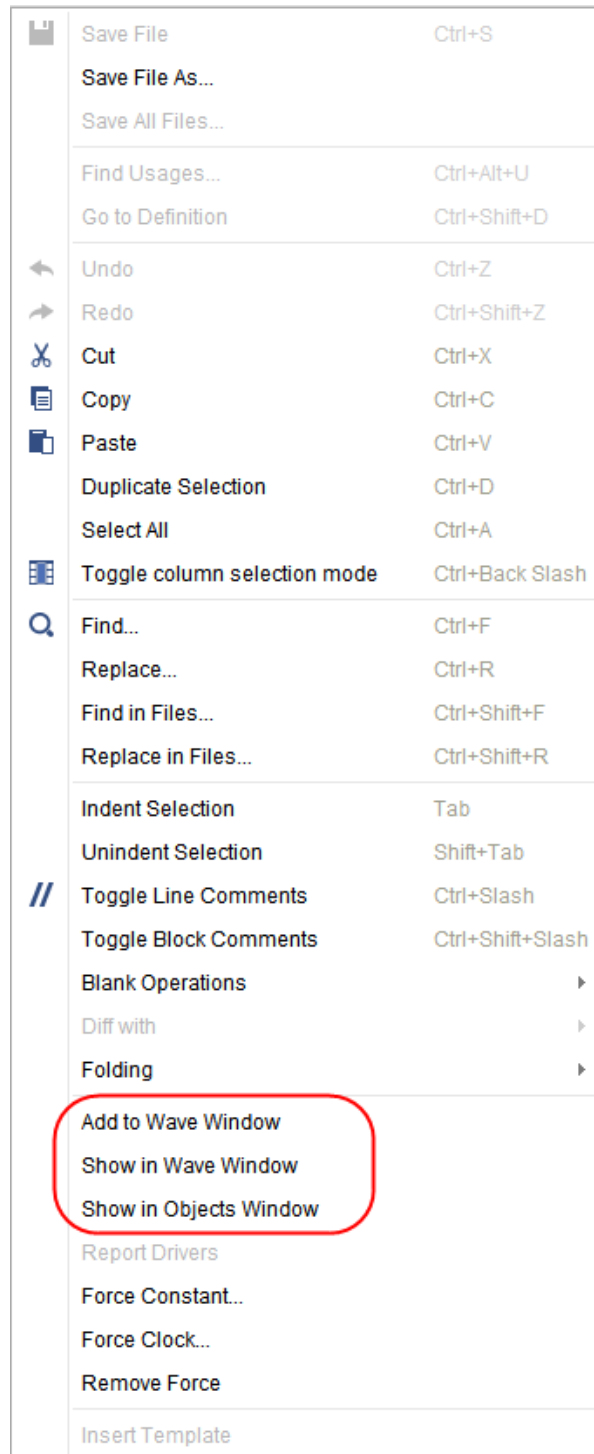 Save File Ctrl+S
Save File As...
Save All Files...
Find Usages... Ctrl+Alt+U
Go to Definition Ctrl+Shift+D
Undo Ctrl+Z
Redo Ctrl+Shift+Z
Cut Ctrl+X
Copy Ctrl+C
Paste Ctrl+V
Duplicate Selection Ctrl+D
Select All Ctrl+A
Toggle column selection mode Ctrl+Back Slash
Find... Ctrl+F
Replace... Ctrl+R
Find in Files... Ctrl+Shift+F
Replace in Files... Ctrl+Shift+R
Indent Selection Tab
Unindent Selection Shift+Tab
Toggle Line Comments Ctrl+Slash
Toggle Block Comments Ctrl+Shift+Slash
Blank Operations
Diff with
Folding
Add to Wave Window
Show in Wave Window
Show in Objects Window
Report Drivers
Force Constant...
Force Clock...
Remove Force
Insert Template